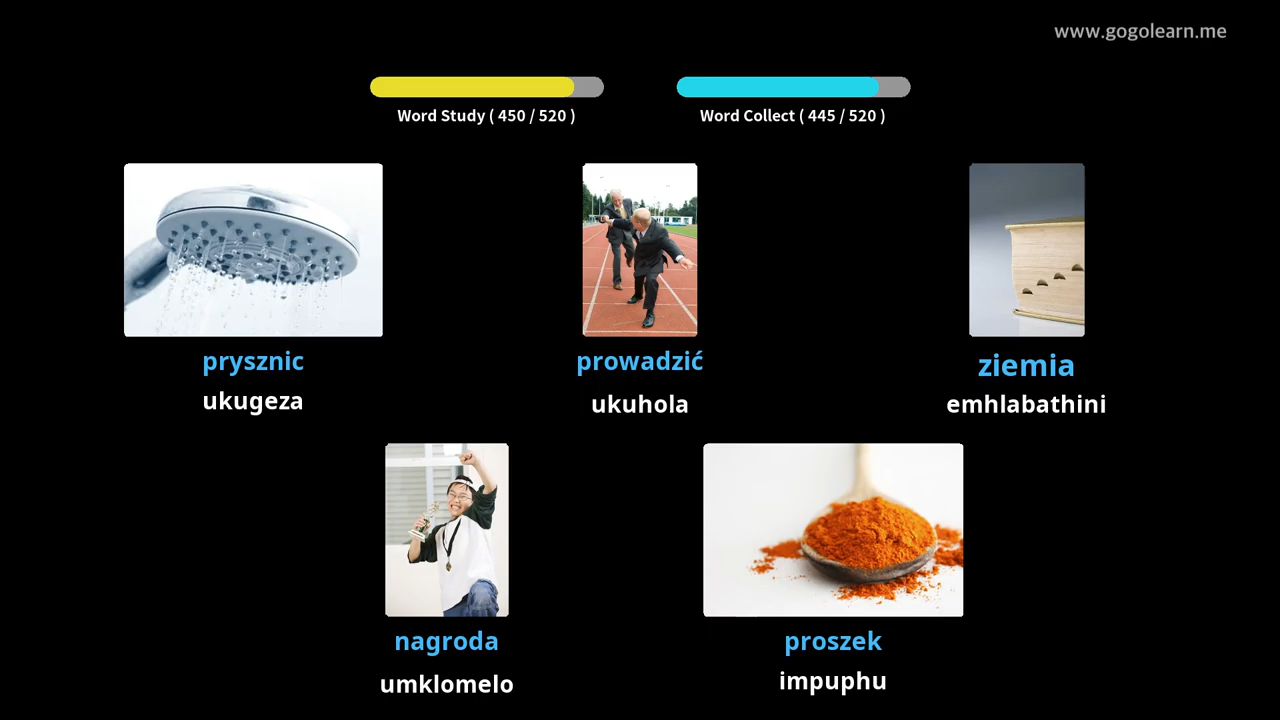 www.gogolearn.me
Word Study ( 450 / 520 )
Word Collect ( 445 / 520 )
prysznic
ukugeza
prowadzić
ukuhola
ziemia
emhlabathini
nagroda
umklomelo
proszek
impuphu